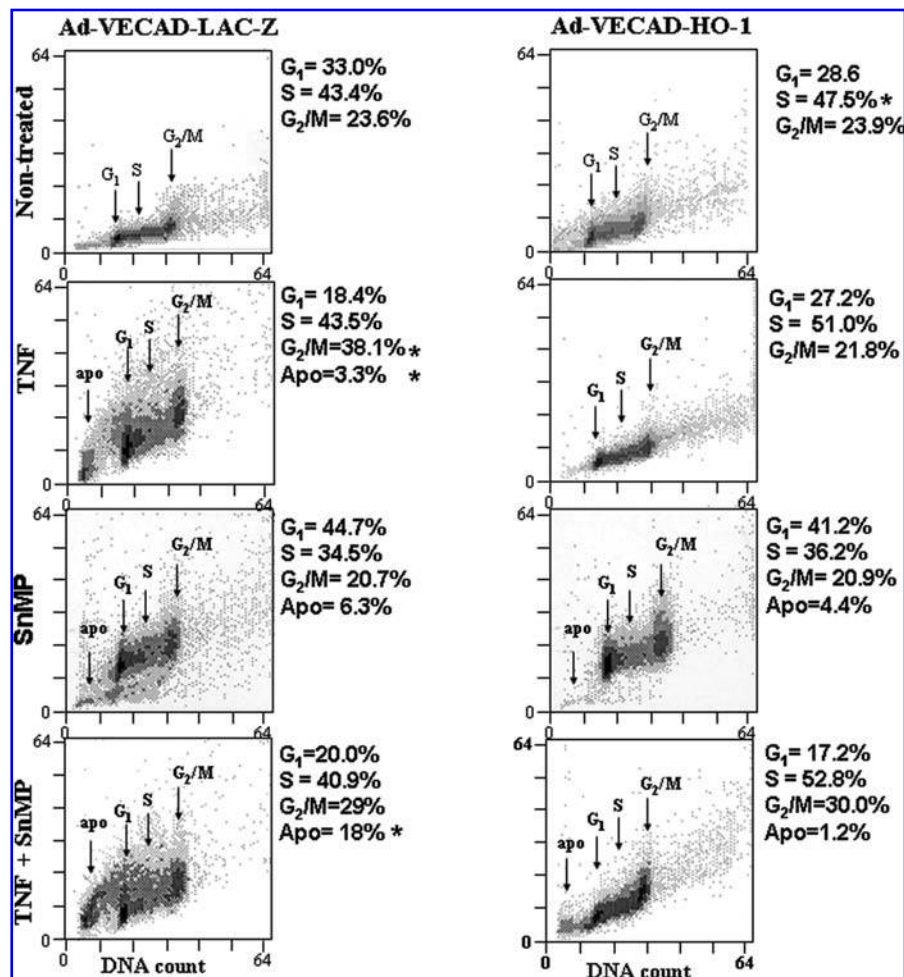 Ad-VECAD-LAC-Z
Ad-VECAD-HO-1
Non-treated
64
0
0
64
G₁
S
G₂/M
G₁= 33.0%
S = 43.4%
G₂/M= 23.6%
64
0
0
64
G₁
S
G₂/M
G₁= 28.6
S = 47.5% *
G₂/M= 23.9%
TNF
64
0
0
64
apo
G₁
S
G₂/M
G₁= 18.4%
S = 43.5%
G₂/M=38.1% *
Apo=3.3% *
64
0
0
64
G₁
S
G₂/M
G₁= 27.2%
S = 51.0%
G₂/M= 21.8%
SnMP
64
0
0
64
apo
G₁
S
G₂/M
G₁= 44.7%
S = 34.5%
G₂/M= 20.7%
Apo= 6.3%
64
0
0
64
apo
G₁
S
G₂/M
G₁= 41.2%
S = 36.2%
G₂/M= 20.9%
Apo=4.4%
TNF + SnMP
64
0
0
64
apo
G₁
S
G₂/M
G₁=20.0%
S = 40.9%
G₂/M= 29%
Apo= 18% *
DNA count
64
0
0
64
apo
G₁
S
G₂/M
G₁= 17.2%
S = 52.8%
G₂/M=30.0%
Apo=1.2%
DNA count